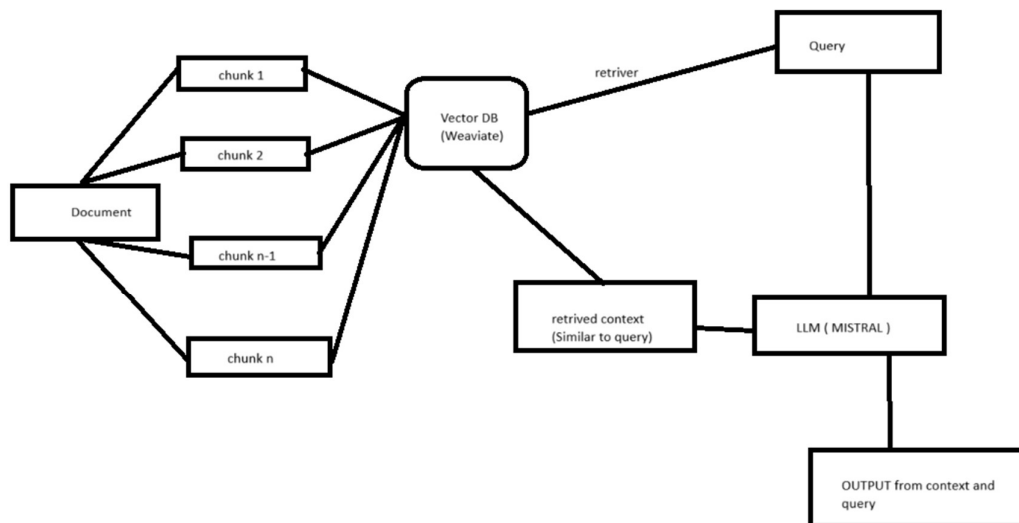 chunk 1
chunk 2
Document
chunk n-1
chunk n
Vector DB
(Weaviate)
retriver
Query
retrived context
(Similar to query)
LLM ( MISTRAL )
OUTPUT from context and
query